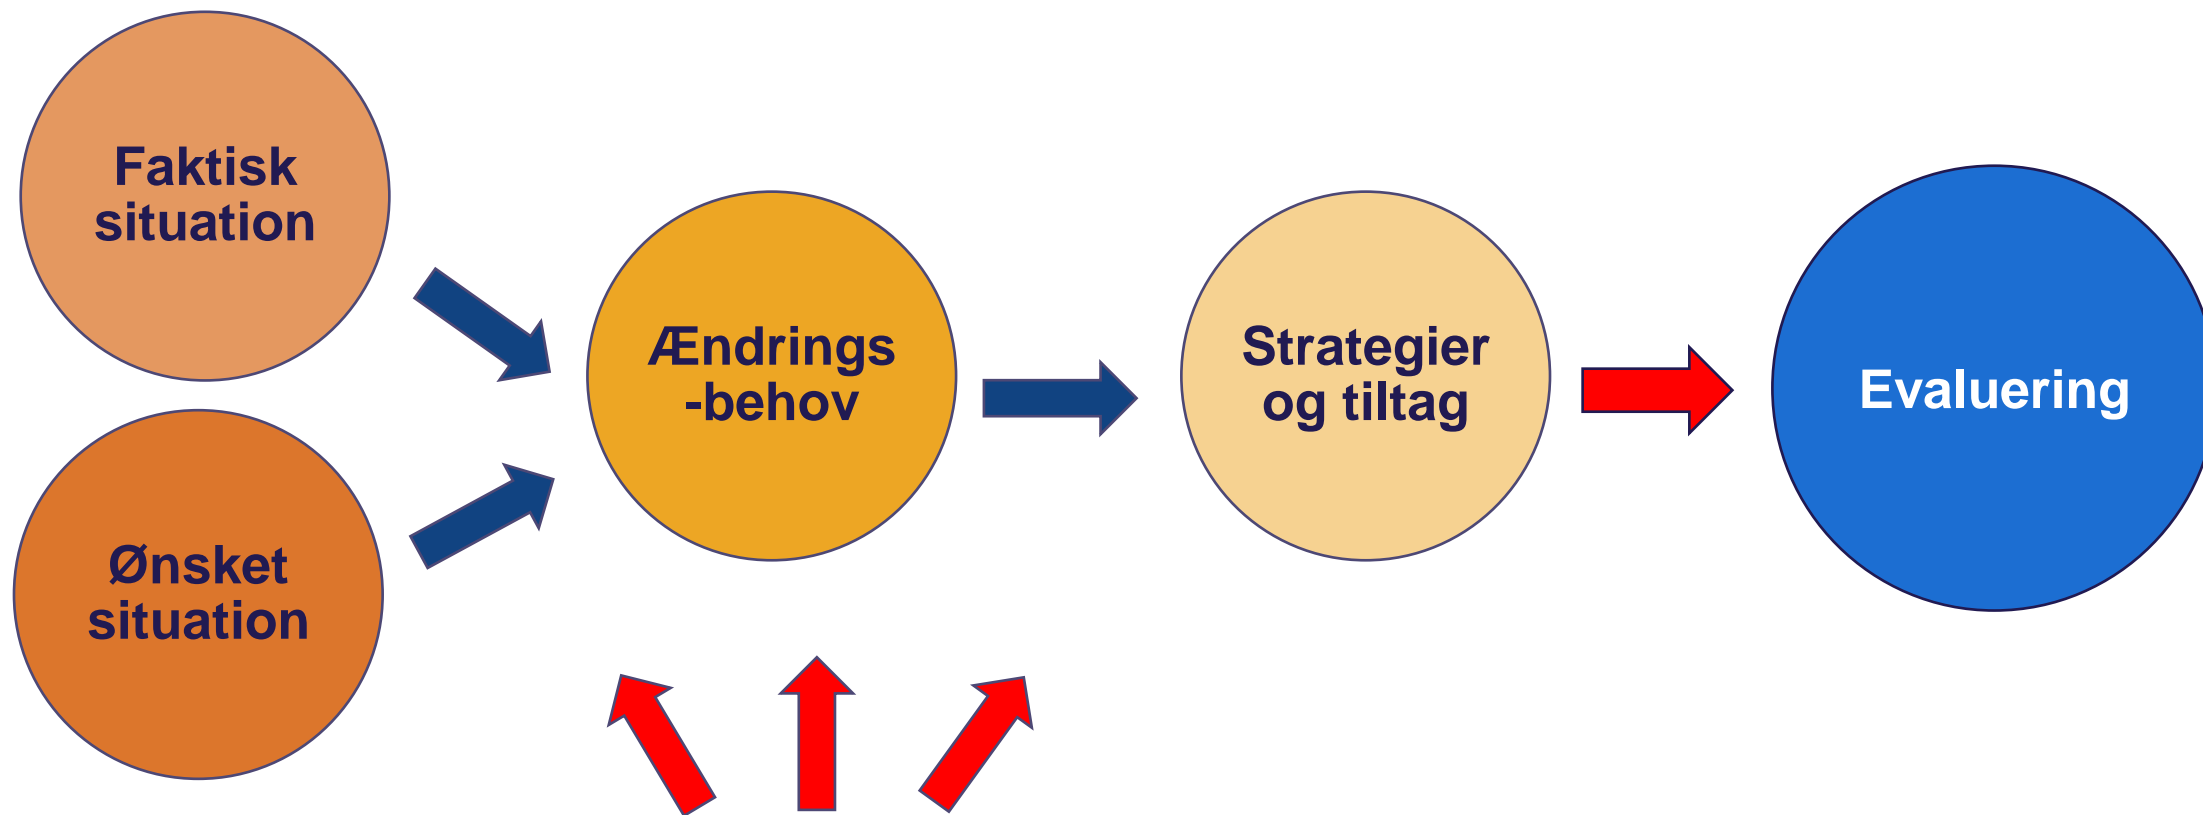 Faktisk
situation
Ønsket
situation
Ændrings
-behov
Strategier
og tiltag
Evaluering